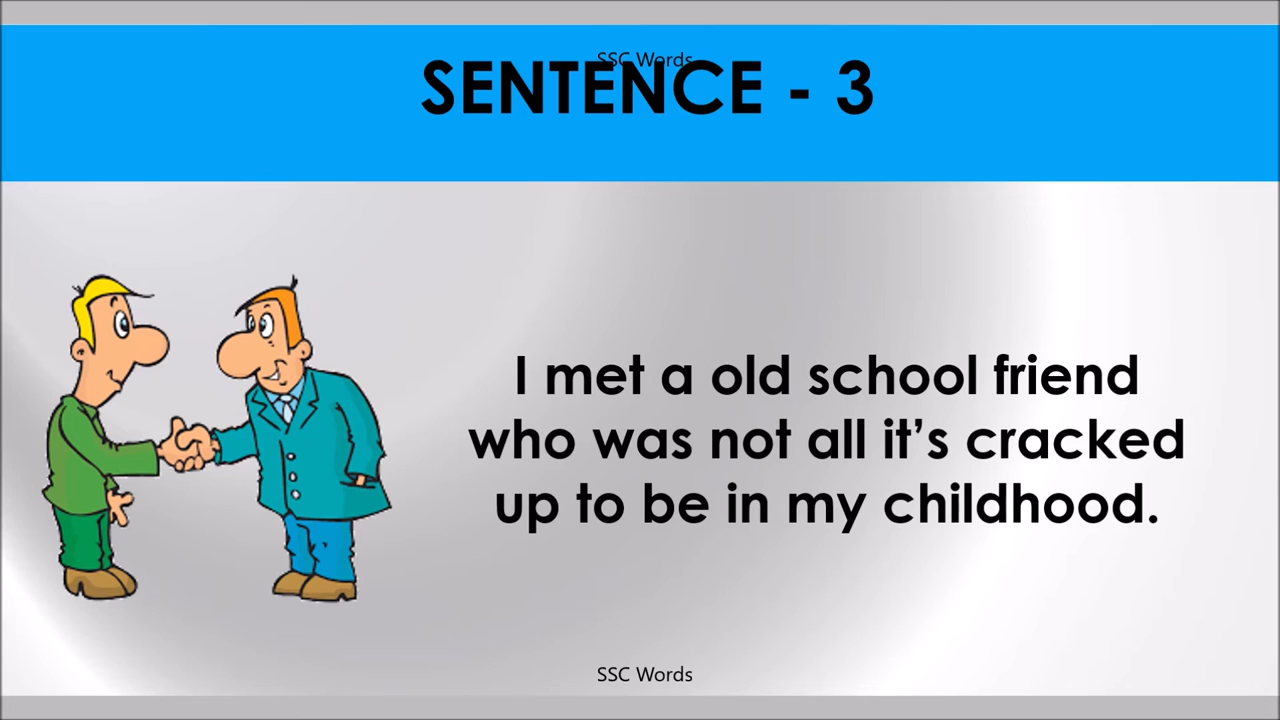 SSC Words
SENTENCE - 3
I met a old school friend
who was not all it’s cracked
up to be in my childhood.
SSC Words